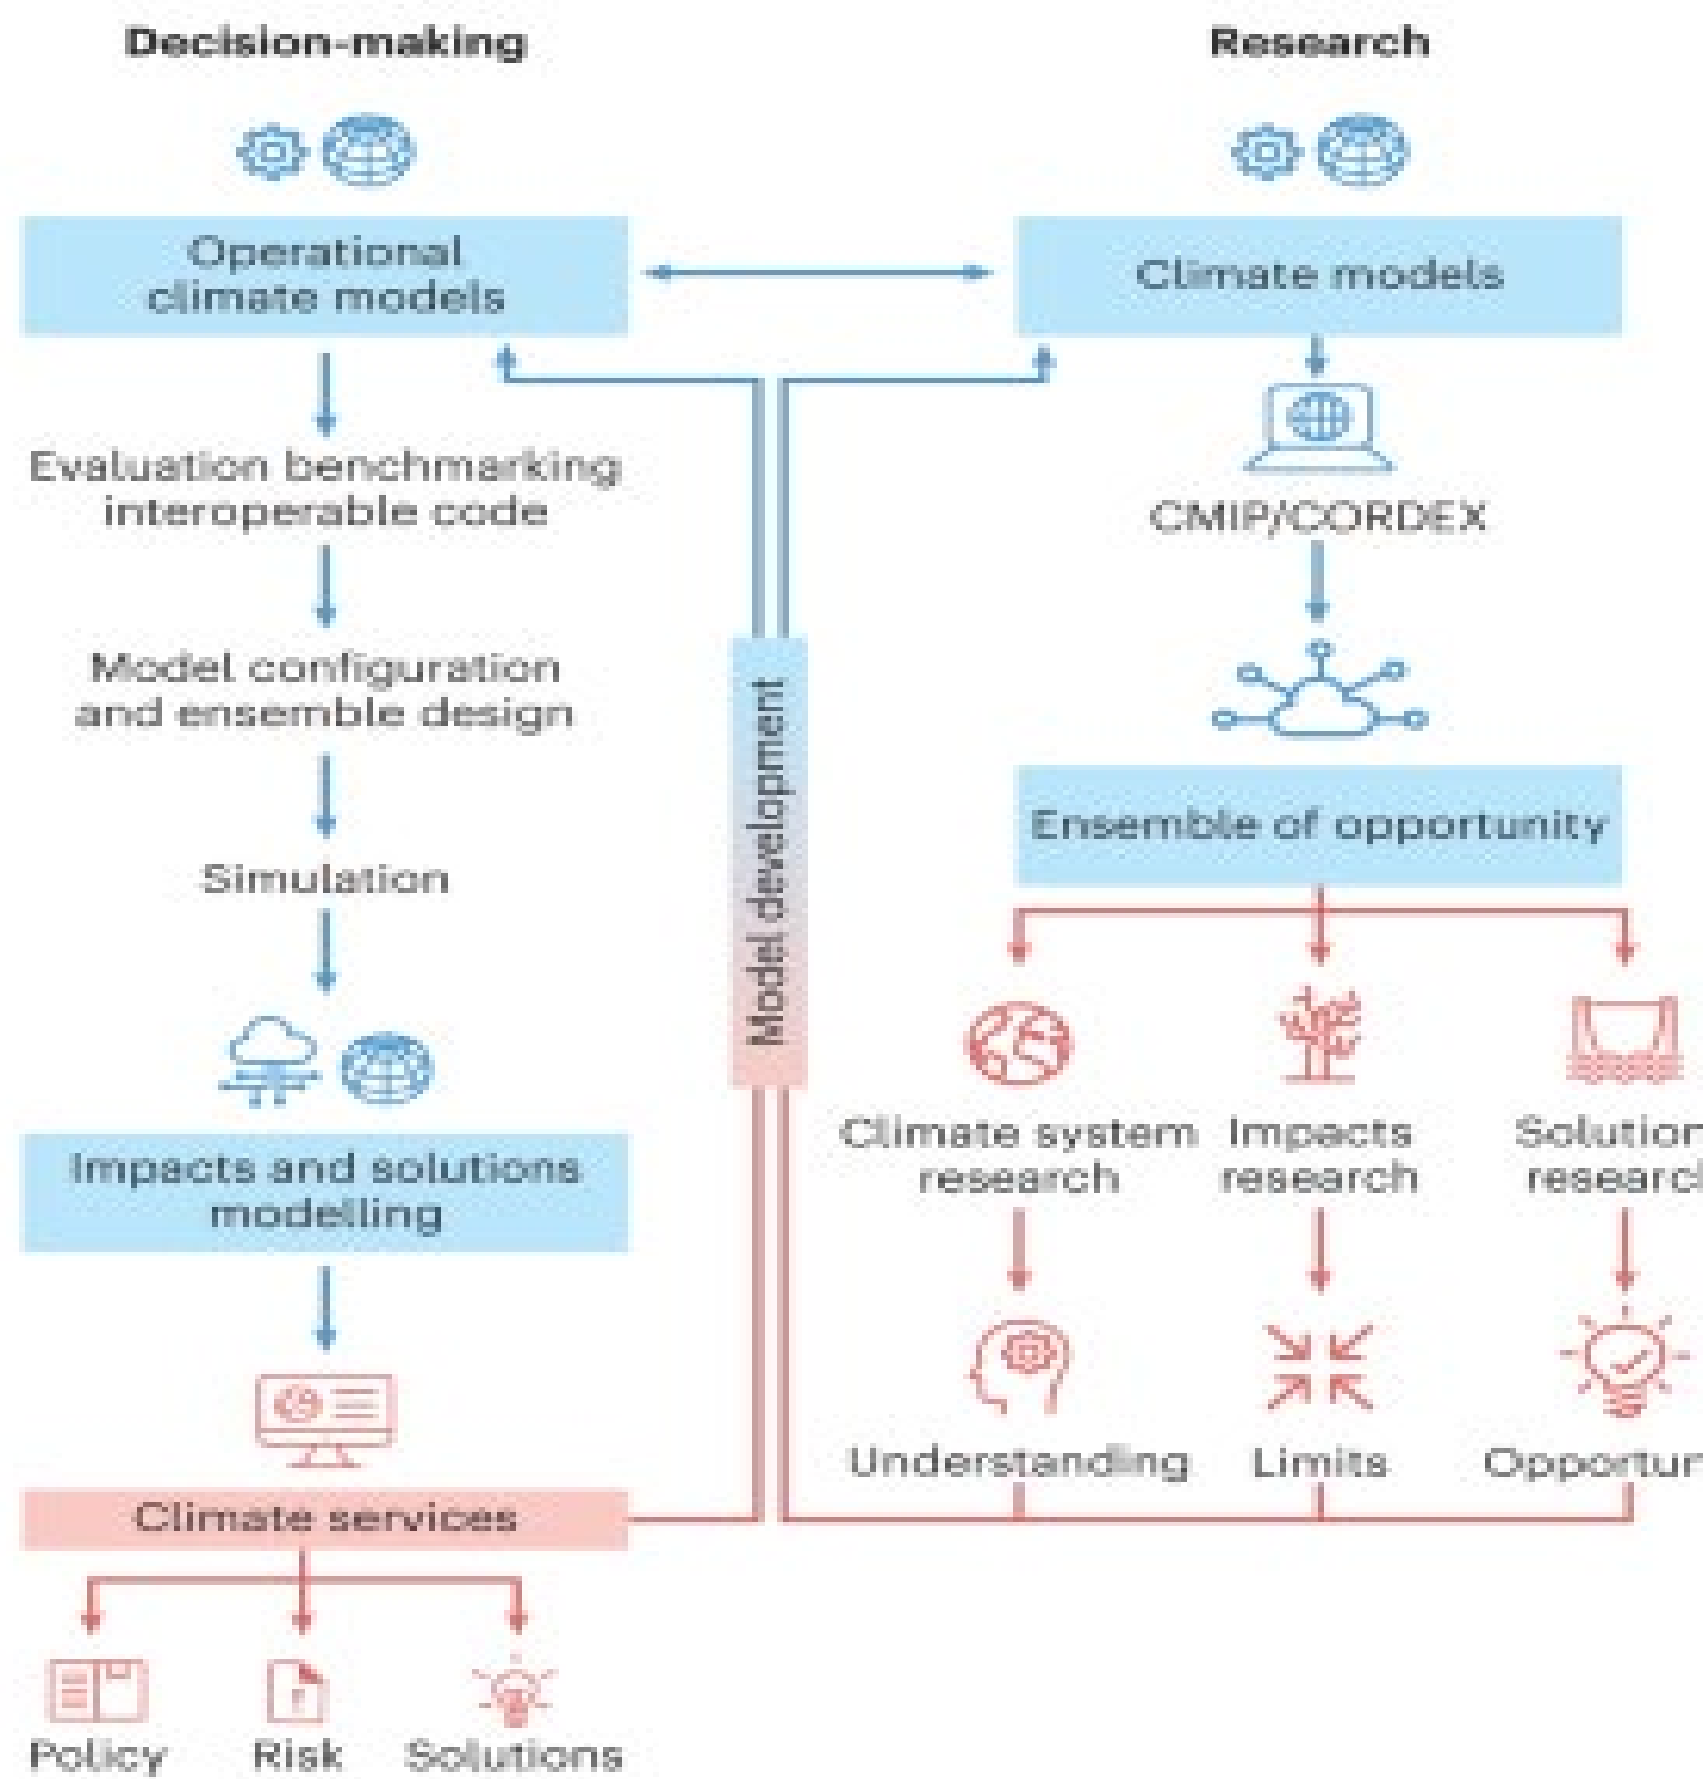 Decision-making
Operational
climate models
Evaluation benchmarking
interoperable code
Model configuration
and ensemble design
Simulation
Impacts and solutions
modelling
Climate services
Policy
Risk
Solutions
Model development
Research
Climate models
CMIP/CORDEX
Ensemble of opportunity
Climate system
research
Impacts
research
Understanding
Limits